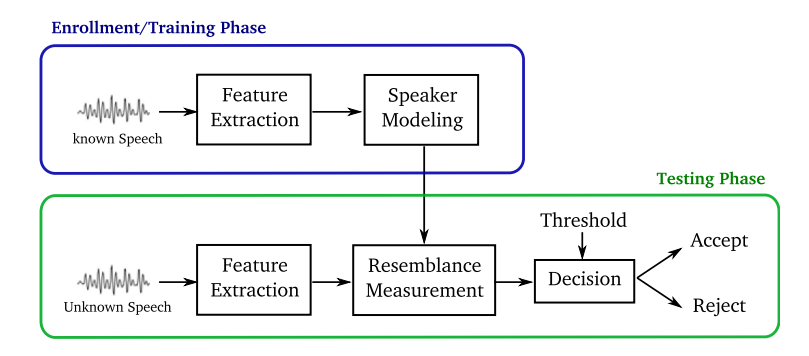 Enrollment/Training Phase
Feature
Extraction
Speaker
Modeling
known Speech
Testing Phase
Threshold
Accept
Feature
Extraction
Resemblance
Measurement
Decision
Unknown Speech
Reject